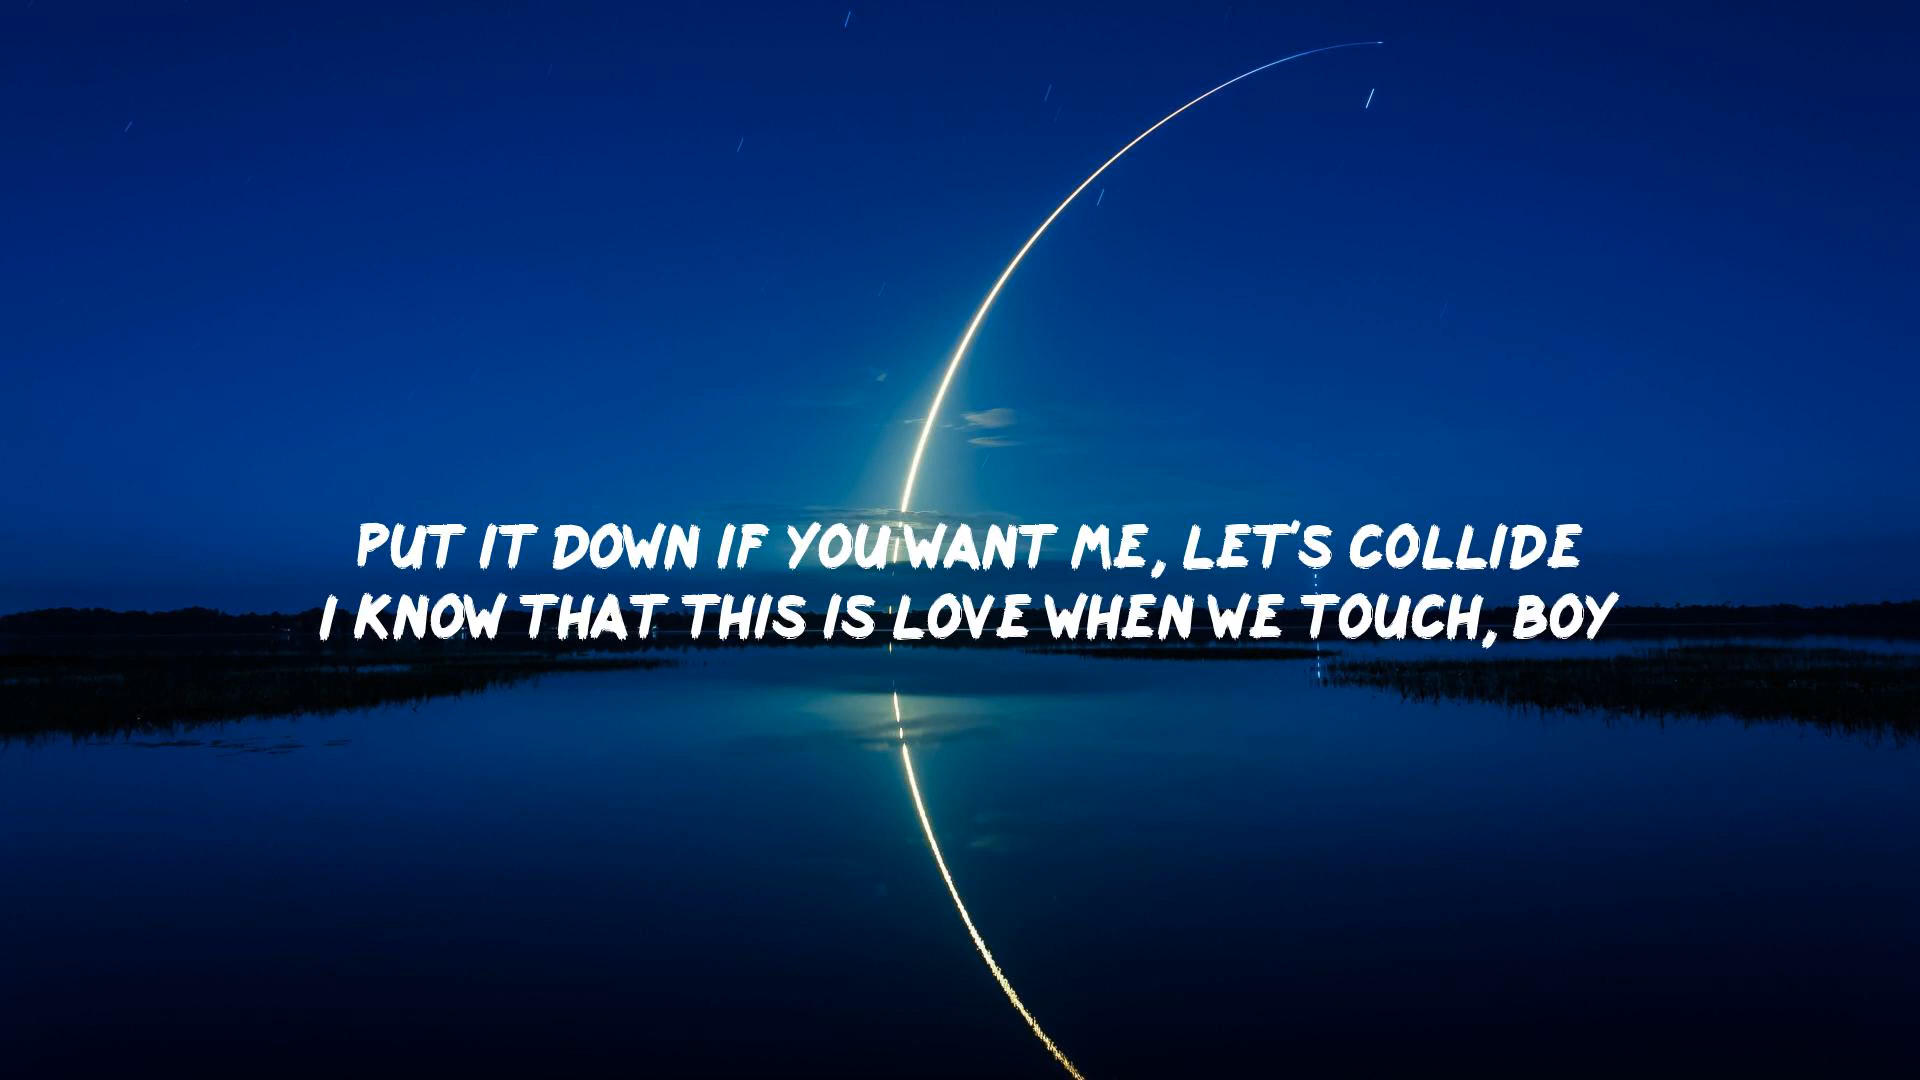 PUT IT DOWN IF YOU WANT ME, LET'S COLLIDE
I KNOW THAT THIS IS LOVE WHEN WE TOUCH, BOY